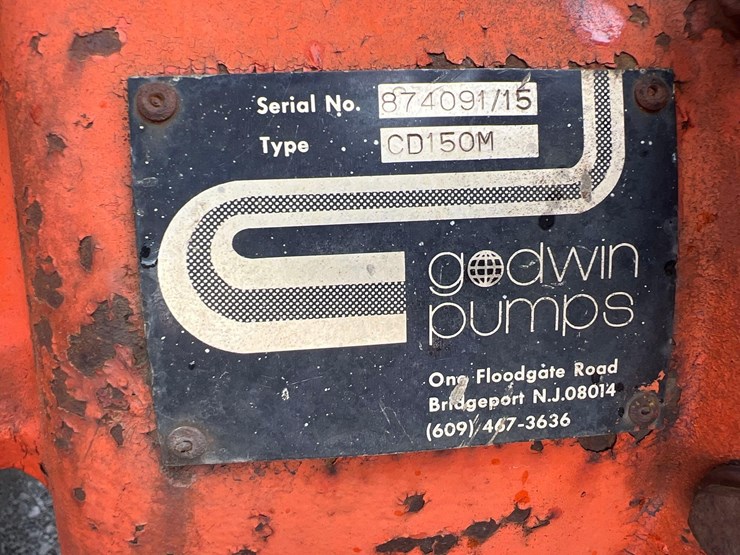 Serial No. 874091/15
Type CD150M
godwin
pumps
One Floodgate Road
Bridgeport N.J.08014
(609) 467-3636